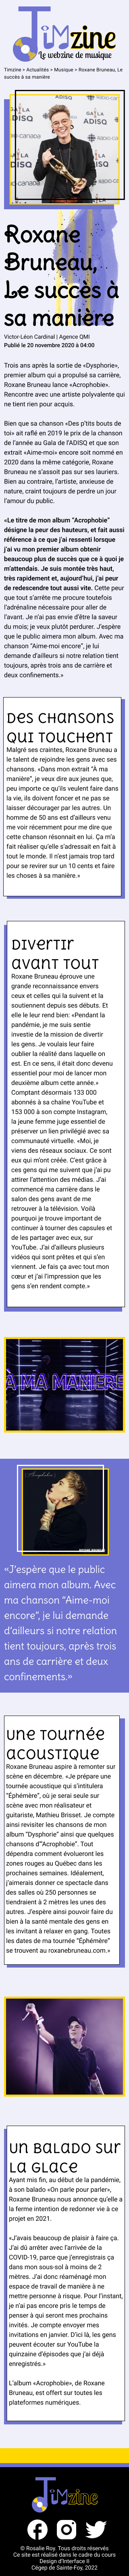 Timzine
Le webzine de musique
Timzine > Actualités > Musique > Roxane Bruneau, Le
succès à sa manière
Roxane
Bruneau,
Le succès à
sa manière
Victor-Léon Cardinal | Agence QMI
Publié le 20 novembre 2020 à 04:00
Trois ans après la sortie de «Dysphorie»,
premier album qui a propulsé sa carrière,
Roxane Bruneau lance «Acrophobie».
Rencontre avec une artiste polyvalente qui
ne tient rien pour acquis.
Bien que sa chanson «Des p'tits bouts de
toi» ait raflé en 2019 le prix de la chanson
de l'année au Gala de l'ADISQ et que son
extrait «Aime-moi» encore» ait nommé en
2020 dans la même catégorie, Roxane
Bruneau ne s'assoit pas sur ses lauriers.
Bien au contraire, l'artiste, anxieuse de
nature, craint toujours de perdre un jour
l'amour du public.
«Le titre de mon album “Acrophobie”
désigne la peur des hauteurs, et fait aussi
référence à ce que j'ai autsenti lorsque
j'ai vu mon premier album obtenir
beaucoup plus de succès que ce à quoi je
m'attendais. Je suis montée très haut,
très rapidement et, aujourd'hui, j'ai peur
de redescendre tout aussi vite. Cette peur
que tout s'écroule me procure toutefois
l'adrénaline nécessaire pour aller de
l'avant. Je n'ai pas envie d'être la saveur
du moi, je veux plutôt perdurer. J'espère
que le public aimera mon album. Avec ma
chanson “Aime-moi encore”, je lui
demande d'ailleurs si notre relation tient
toujours, après trois ans de carrière et
deux confinements.»
Des chansons
qui touchent
Malgré ses craintes, Roxane Bruneau a
le talent de rejoindre les gens avec ses
chansons. «Dans mon extrait “À ma
manière”, je veux dire aux jeunes que,
peu importe ce qu'ils veulent faire dans
la vie, ils doivent foncer et ne pas se
laisser décourager par les autres. Un
homme de 50 ans est d'ailleurs venu
me voir récemment pour me dire que
cette chanson résonnait en lui. Ça m'a
fait réaliser qu'elle s'adressait en fait à
tout le monde. Il n'est jamais trop tard
pour se revirer sur un 10 cents et faire
les choses à sa manière.»
Divertir
avant tout
Roxane Bruneau éprouve une
grande reconnaissance envers
ceux et celles qui la suivent et la
soutiennent depuis ses débuts. Et
elle le leur rend bien: «Pendant la
pandémie, je me suis sentie
investie de la mission de divertir
les gens. Je voulais leur faire
oublier la réalité dans laquelle on
est. En ce sens, il était donc devenu
essentiel pour moi de lancer mon
deuxième album cette année.»
Comptant désormais 133 000
abonnés à sa chaîne YouTube et
153 000 à son compte Instagram,
la jeune femme juge essentiel de
préserver un lien privilégié avec sa
communauté virtuelle. «Moi, je
viens des réseaux sociaux. Ce sont
eux qui m'ont créée. C'est grâce à
ces gens qui me suivent que j'ai pu
attirer l'attention des médias. J'ai
commencé ma carrière dans le
salon des gens avant de me
retrouver à la télévision. Voilà
pourquoi je trouve important de
continuer à tourner des capsules et
de les partager avec eux, sur
YouTube. J'ai d'ailleurs plusieurs
vidéos qui sont prêtes et qui s'en
viennent. Je fais ça avec tout mon
cœur et j'ai l'impression que les
gens s'en rendent compte.»
À MA MANIÈRE
Acrophobie
ROXANE BRUNEAU
«J'espère que le public
aimera mon album. Avec
ma chanson “Aime-moi
encore”, je lui demande
d'ailleurs si notre relation
tient toujours, après trois
ans de carrière et deux
confinements.»
Une tournée
acoustique
Roxane Bruneau aspire à remonter sur
scène en décembre. «Je prépare une
tournée acoustique qui s'intitulera
“Éphémère”, où je serai seule sur
scène avec mon réalisateur et
guitariste, Mathieu Brisset. Je compte
ainsi revisiter les chansons de mon
album “Dysphorie” ainsi que quelques
chansons d'“Acrophobie”. Tout
dépendra comment évoluent les
zones rouges au Québec dans les
prochaines semaines. Idéalement,
j'aimerais donner ce spectacle dans
des salles où 250 personnes se
tiendraient à 2 mètres les unes des
autres. J'espère ainsi pouvoir faire du
bien à la santé mentale des gens en
les invitant à relaxer en gang. Toutes
les dates de ma tournée “Éphémère”
se trouvent au roxanebruneau.com.»
Un balado sur
la glace
Ayant mis fin, au début de la pandémie,
à son balado «On parle pour parler»,
Roxane Bruneau nous annonce qu'elle a
la ferme intention de redonner vie à ce
projet en 2021.
«J'avais beaucoup de plaisir à faire ça.
J'ai dû arrêter avec l'arrivée de la
COVID-19, parce que j'enregistrais ça
dans mon sous-sol à moins de 2
mètres. J'ai donc réaménagé mon
espace de travail de manière à ne
mettre personne à risque. Pour l'instant,
je n'ai pas encore pris le temps de
penser à qui seront mes prochains
invités. Je compte envoyer mes
invitations en janvier. D'ici là, les gens
peuvent écouter sur YouTube la
quinzaine d'épisodes que j'ai déjà
enregistrés.»
L'album «Acrophobie», de Roxane
Bruneau, est offert sur toutes les
plateformes numériques.
Timzine
© Rosalie Roy. Tous droits réservés
Ce site est réalisé dans le cadre du cours
Design d'Interface II
Cégep de Sainte-Foy, 2022